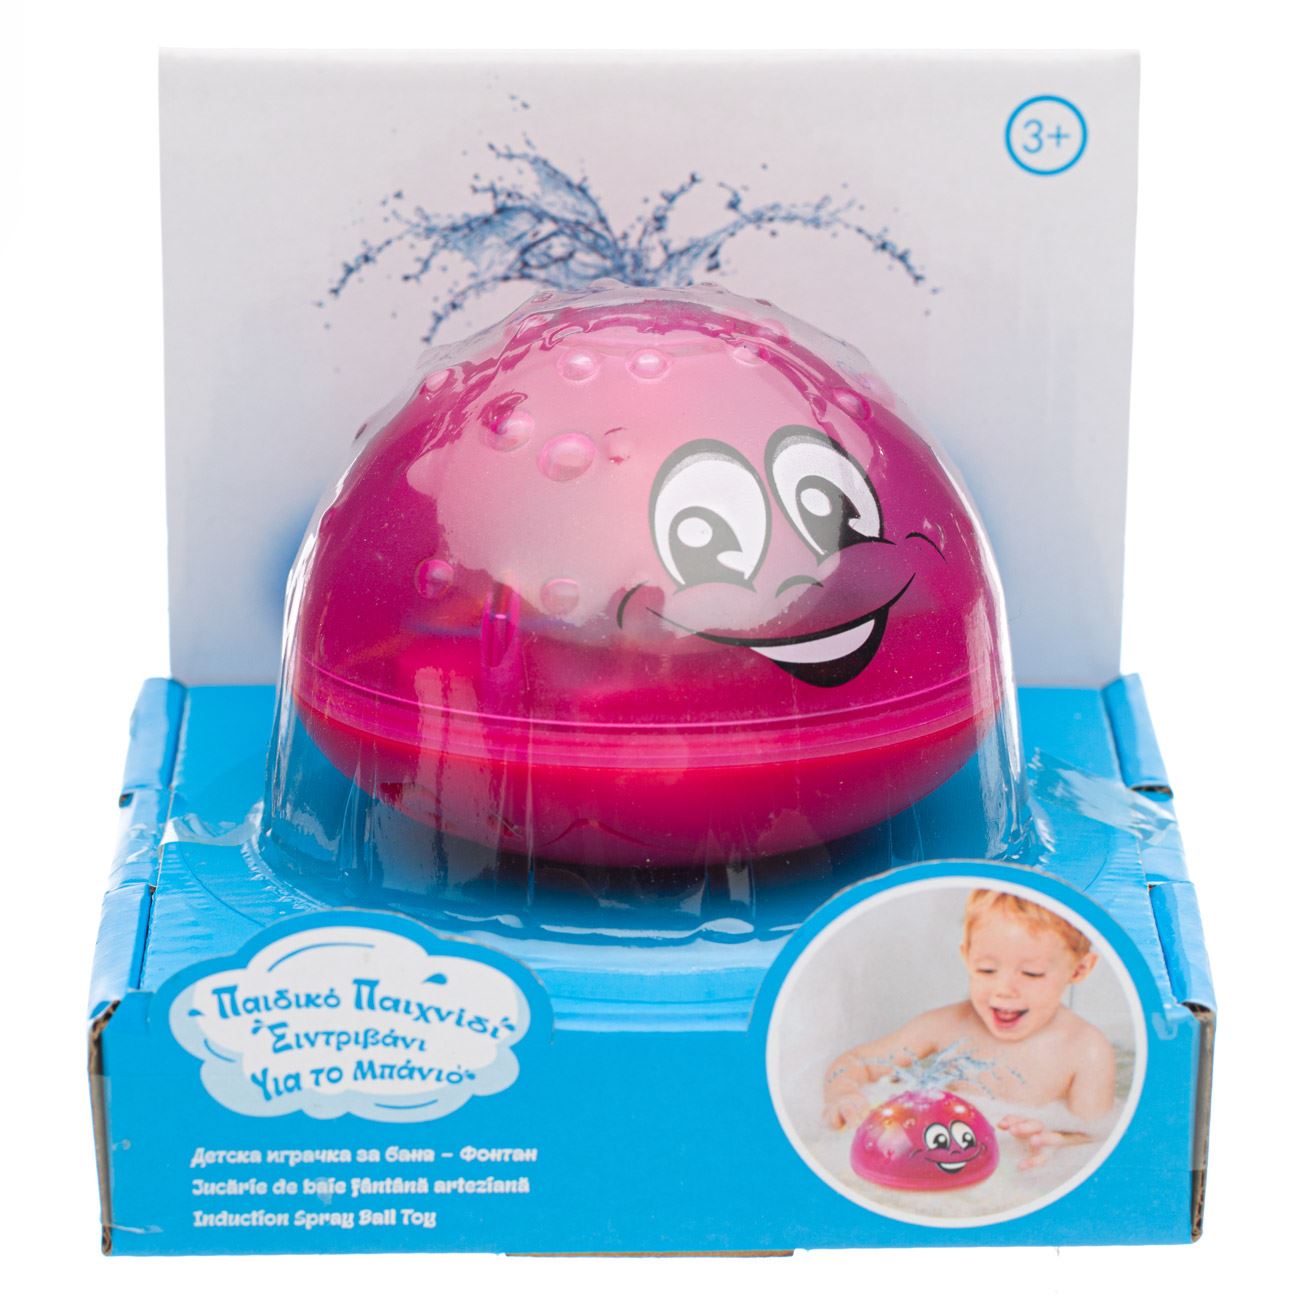 3+
Παιδικό Παιχνίδι
Σιντριβάνι
για το Μπάνιο
Детска играчка за баня – Фонтан
Jucărie de baie fântână arteziană
Induction Spray Ball Toy